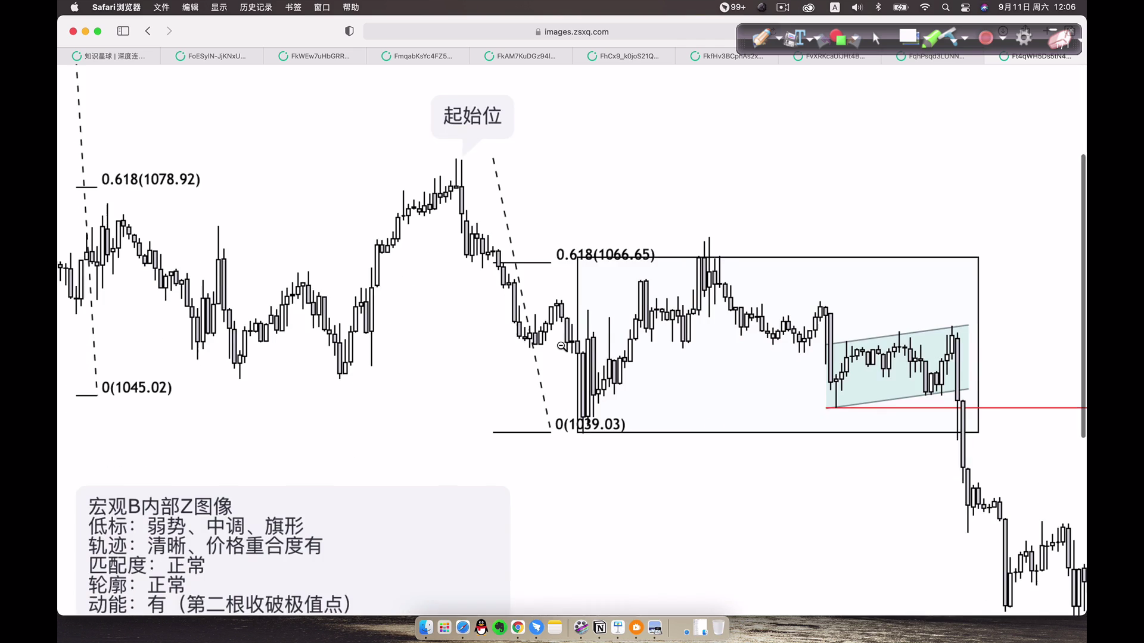 Safari浏览器 文件 编辑 显示 历史记录 书签 窗口 帮助
99+ A 9月11日 周六 12:06
images.zsxq.com
知识星球 | 深度连...
FoESyIN-JjKNxU...
FkWEw7uHbGRR...
FmqabKsYc4FZ5...
FkAM7KuDGz94l...
FhCx9_k0joS21Q...
起始位
0.618(1078.92)
0.618(1066.65)
0(1045.02)
0(1039.03)
宏观B内部Z图像
低标：弱势、中调、旗形
轨迹：清晰、价格重合度有
匹配度：正常
轮廓：正常
动能：有（第二根收破极值点）